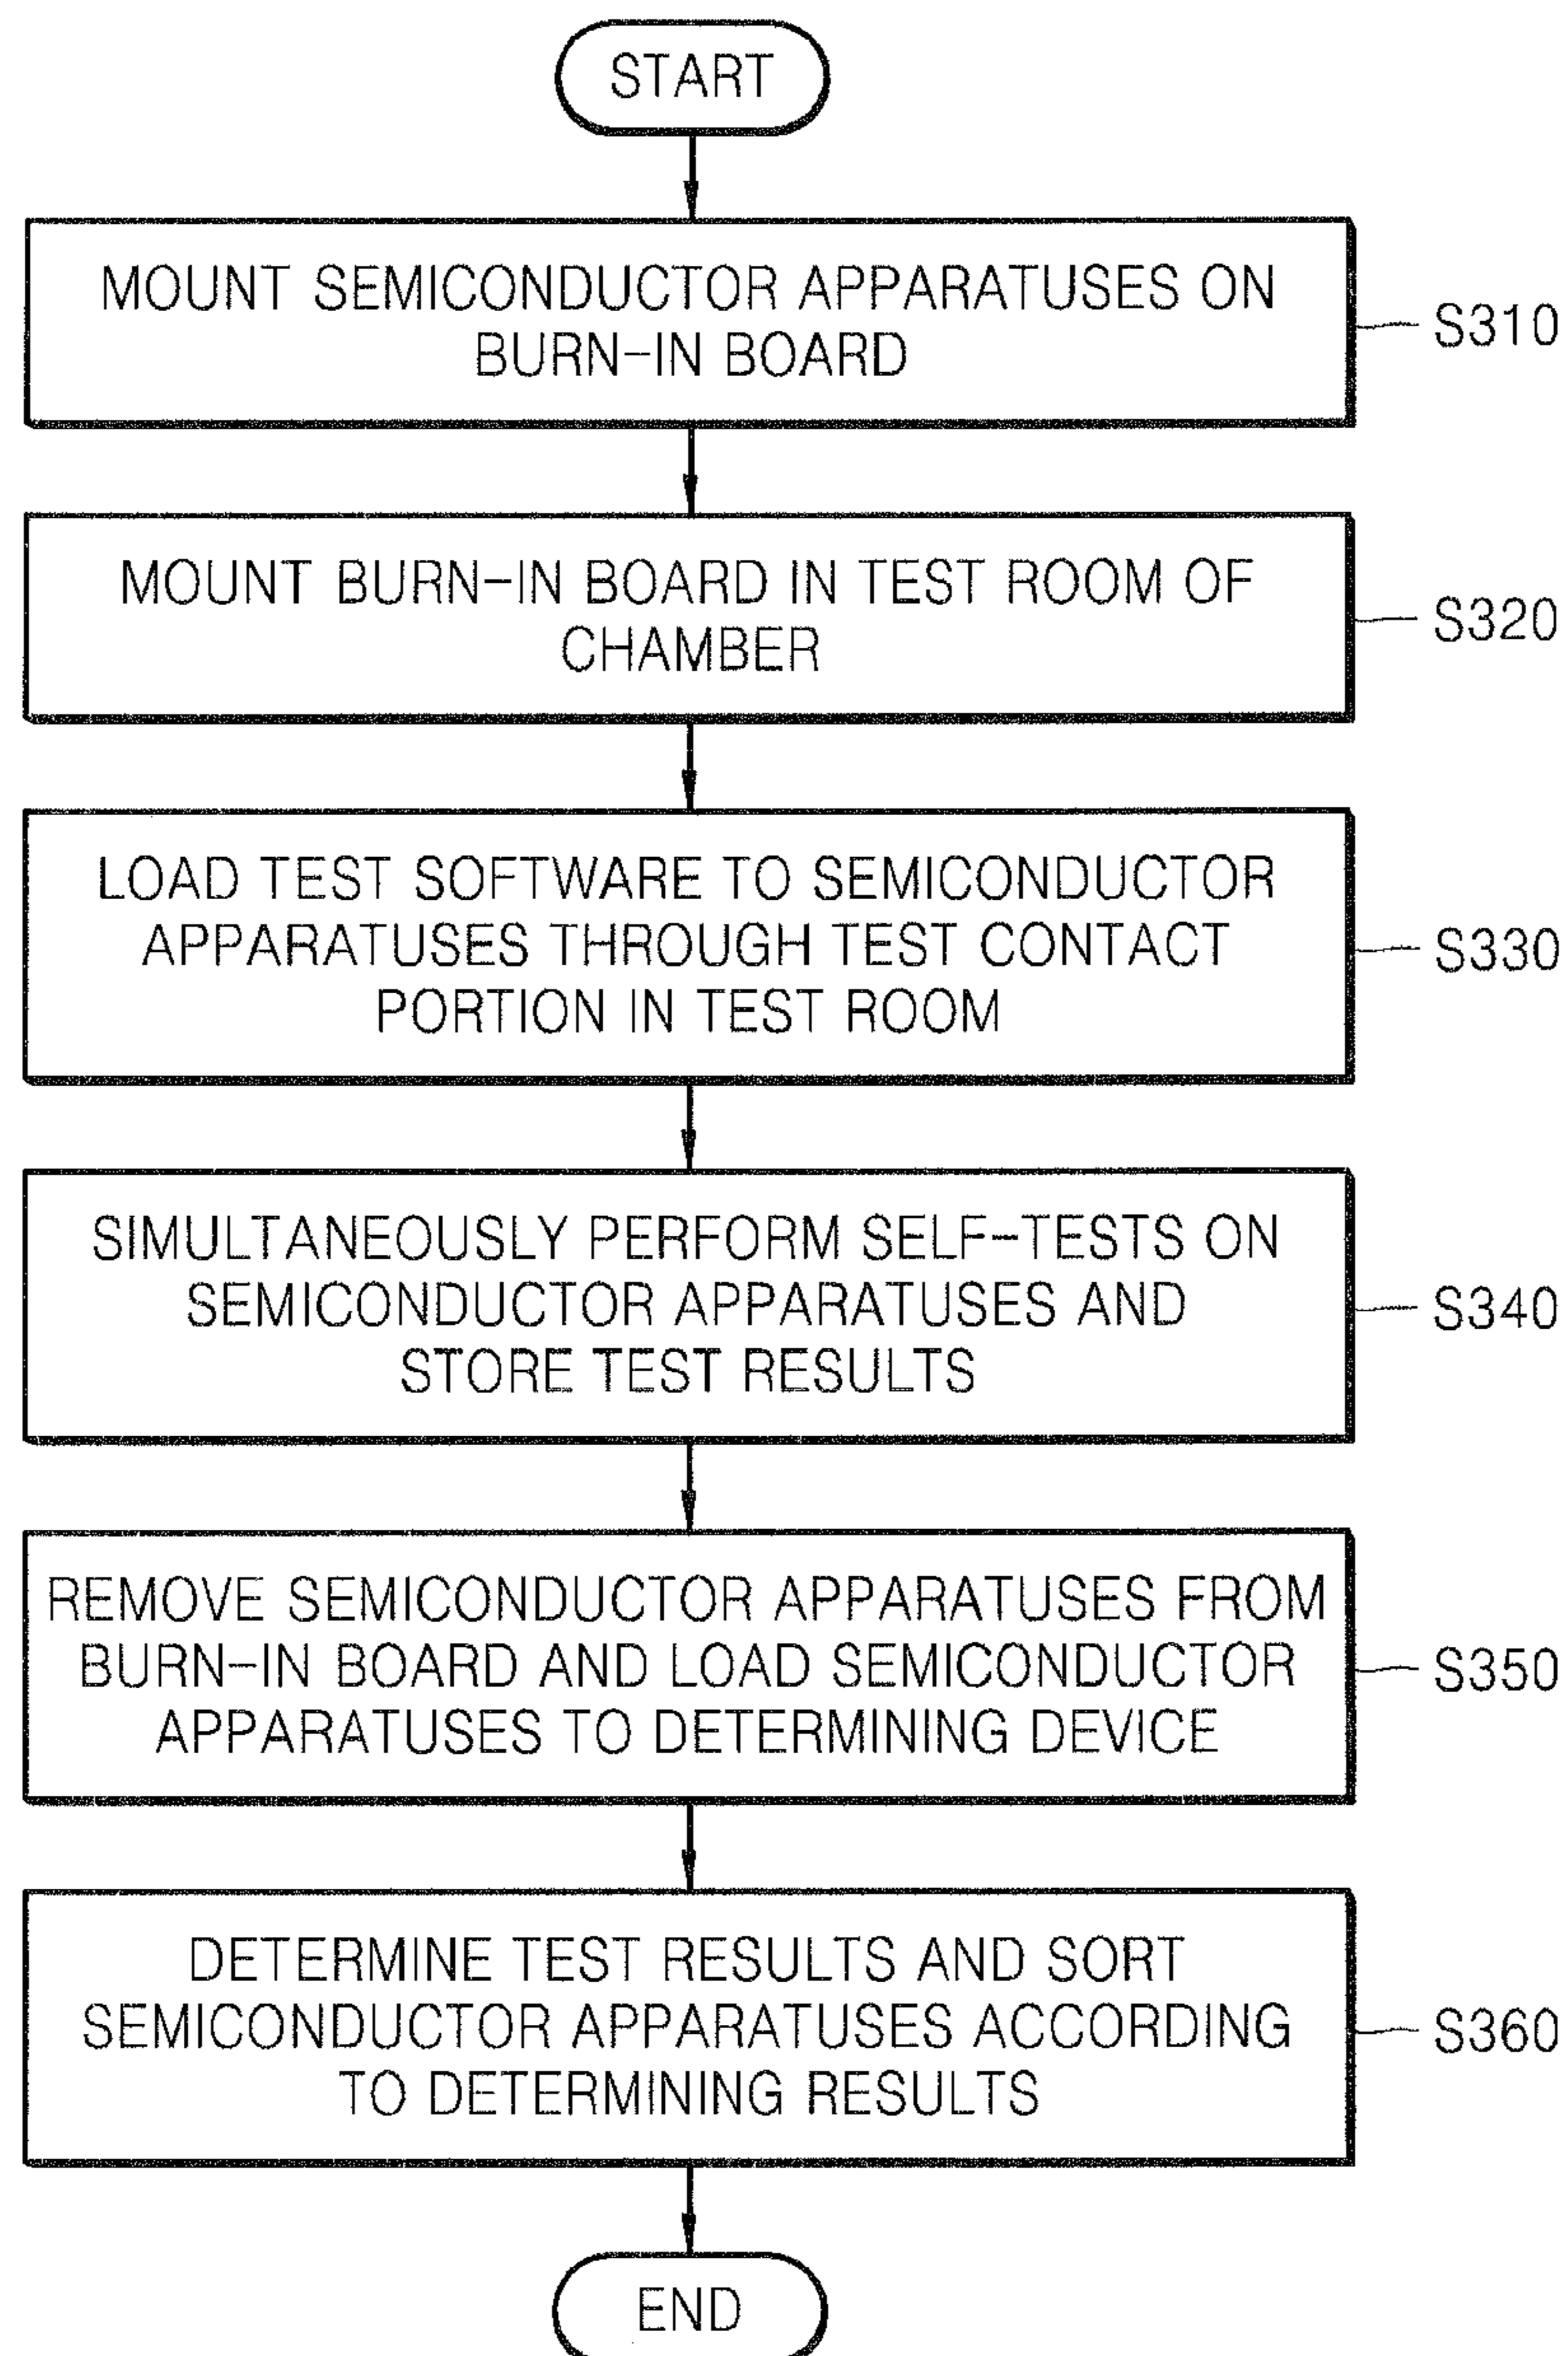 START
MOUNT SEMICONDUCTOR APPARATUSES ON
BURN-IN BOARD
S310
MOUNT BURN-IN BOARD IN TEST ROOM OF
CHAMBER
S320
LOAD TEST SOFTWARE TO SEMICONDUCTOR
APPARATUSES THROUGH TEST CONTACT
PORTION IN TEST ROOM
S330
SIMULTANEOUSLY PERFORM SELF-TESTS ON
SEMICONDUCTOR APPARATUSES AND
STORE TEST RESULTS
S340
REMOVE SEMICONDUCTOR APPARATUSES FROM
BURN-IN BOARD AND LOAD SEMICONDUCTOR
APPARATUSES TO DETERMINING DEVICE
S350
DETERMINE TEST RESULTS AND SORT
SEMICONDUCTOR APPARATUSES ACCORDING
TO DETERMINING RESULTS
S360
END